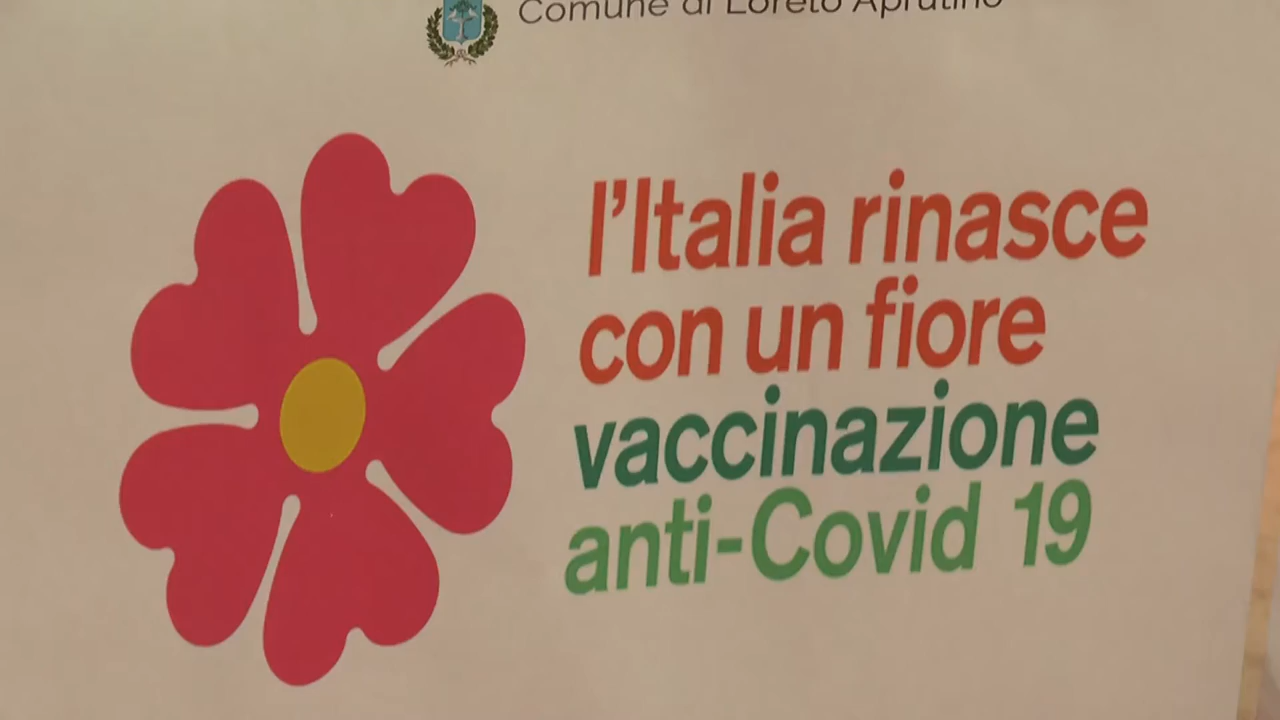 Comune di Loreto Aprutino
l'Italia rinasce
con un fiore
vaccinazione
anti-Covid 19